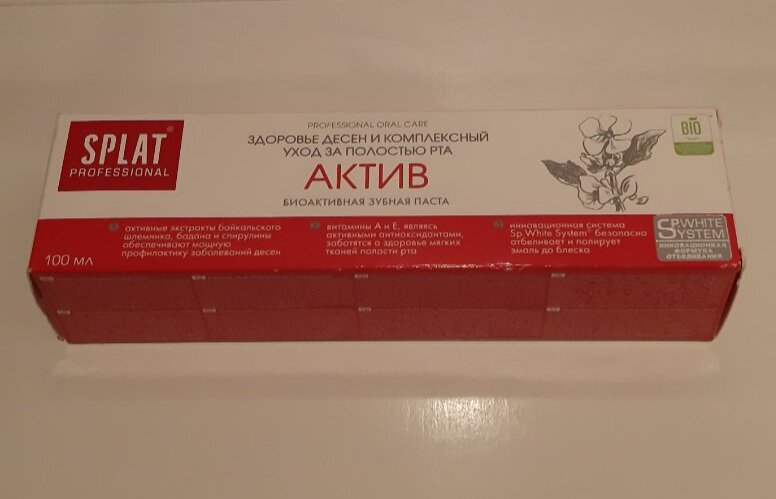 SPLAT®
PROFESSIONAL
PROFESSIONAL ORAL CARE
ЗДОРОВЬЕ ДЕСЕН И КОМПЛЕКСНЫЙ
УХОД ЗА ПОЛОСТЬЮ РТА
АКТИВ
БИОАКТИВНАЯ ЗУБНАЯ ПАСТА
BIO
активные экстракты байкальского
шлемника, бадана и спирулины
обеспечивают мощную
профилактику заболеваний десен
витамины А и Е, являясь
активными антиоксидантами,
заботятся о здоровье мягких
тканей полости рта
инновационная система
Sp.White System® безопасно
отбеливает и полирует
эмаль до блеска
SP.WHITE
SYSTEM
ИННОВАЦИОННАЯ
ФОРМУЛА
ОТБЕЛИВАНИЯ
100 МЛ